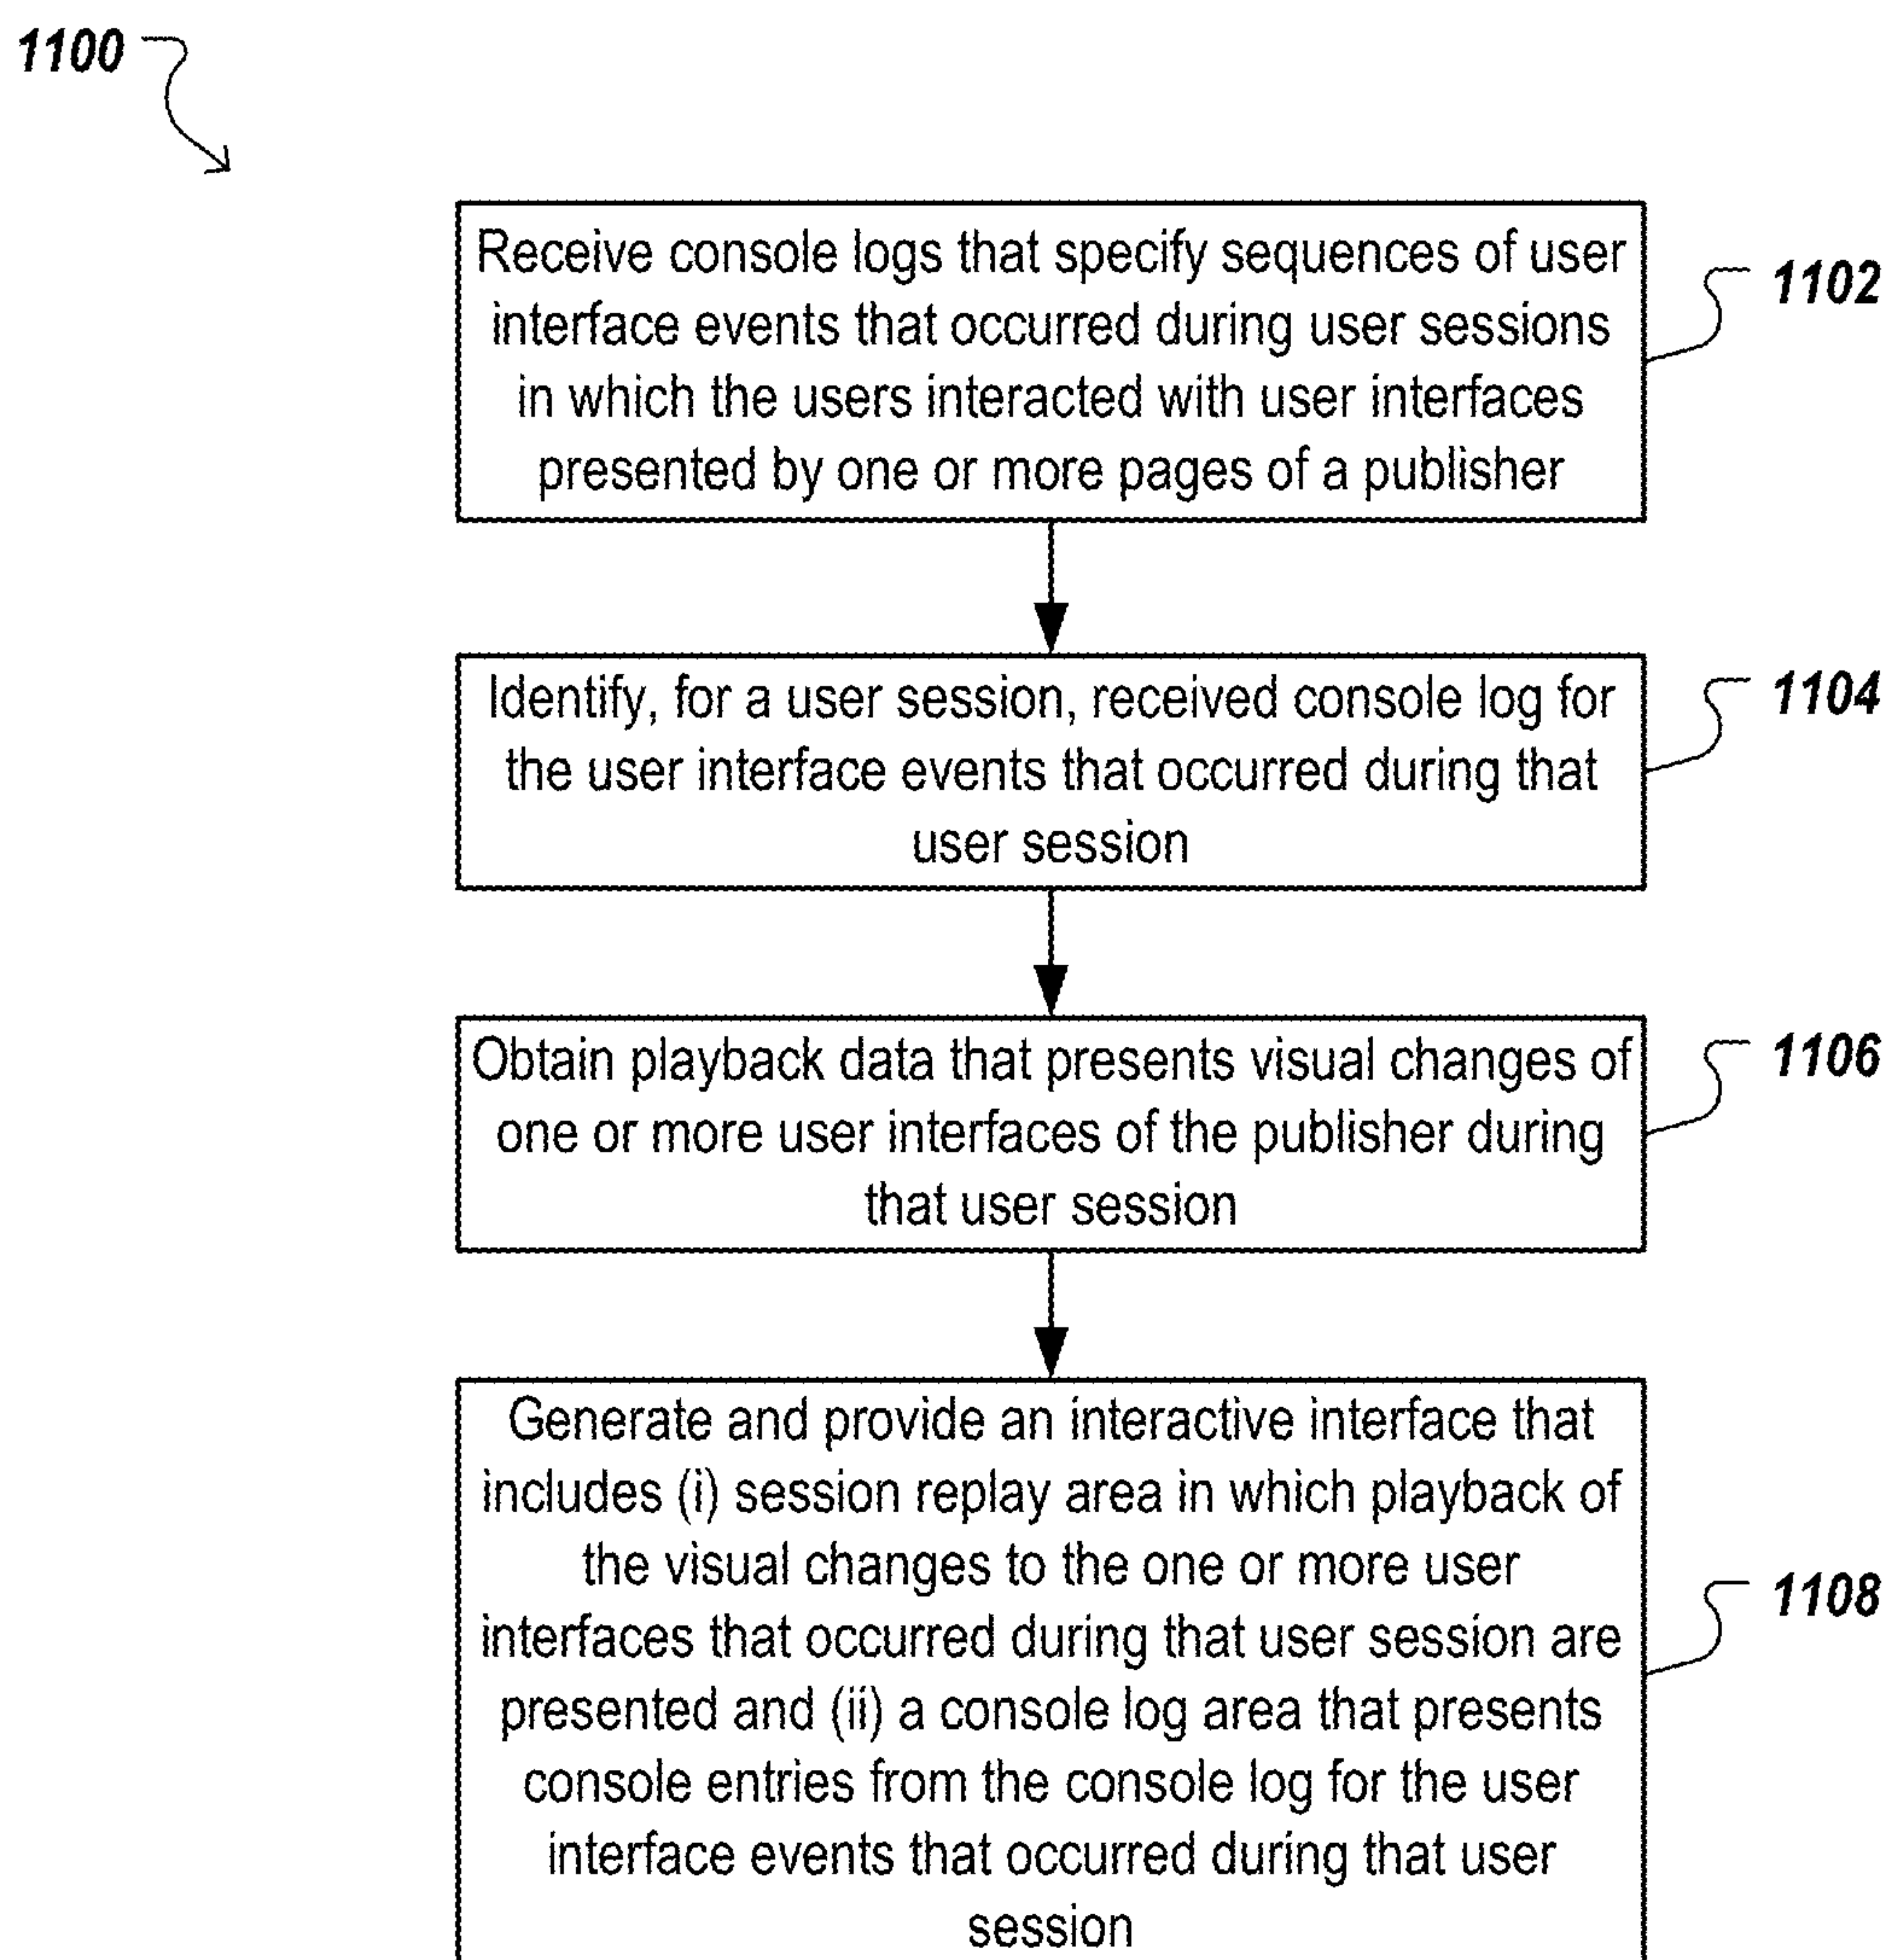 1100
Receive console logs that specify sequences of user
interface events that occurred during user sessions
in which the users interacted with user interfaces
presented by one or more pages of a publisher
1102
Identify, for a user session, received console log for
the user interface events that occurred during that
user session
1104
Obtain playback data that presents visual changes of
one or more user interfaces of the publisher during
that user session
1106
Generate and provide an interactive interface that
includes (i) session replay area in which playback of
the visual changes to the one or more user
interfaces that occurred during that user session are
presented and (ii) a console log area that presents
console entries from the console log for the user
interface events that occurred during that user
session
1108